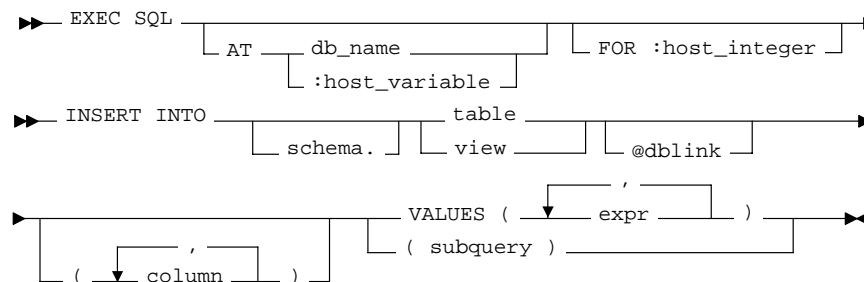 EXEC SQL
AT db_name FOR :host_integer
:host_variable
INSERT INTO table
schema. view @dblink
,
VALUES ( expr )
, ( subquery )
( column )